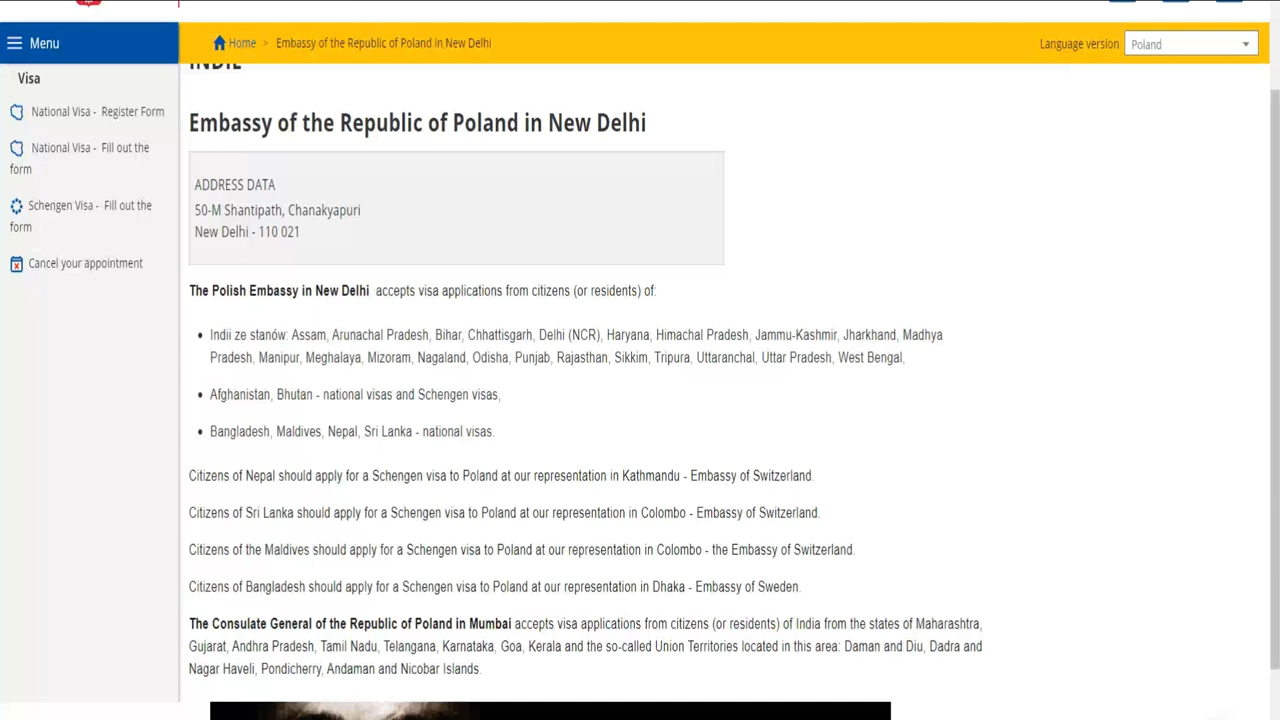 Menu
Home > Embassy of the Republic of Poland in New Delhi
Language version
Poland
Visa
National Visa - Register Form
National Visa - Fill out the
form
Schengen Visa - Fill out the
form
Cancel your appointment
INDIE
Embassy of the Republic of Poland in New Delhi
ADDRESS DATA
50-M Shantipath, Chanakyapuri
New Delhi - 110 021
The Polish Embassy in New Delhi accepts visa applications from citizens (or residents) of:
• Indii ze stanów: Assam, Arunachal Pradesh, Bihar, Chhattisgarh, Delhi (NCR), Haryana, Himachal Pradesh, Jammu-Kashmir, Jharkhand, Madhya
Pradesh, Manipur, Meghalaya, Mizoram, Nagaland, Odisha, Punjab, Rajasthan, Sikkim, Tripura, Uttaranchal, Uttar Pradesh, West Bengal,
• Afghanistan, Bhutan - national visas and Schengen visas,
• Bangladesh, Maldives, Nepal, Sri Lanka - national visas.
Citizens of Nepal should apply for a Schengen visa to Poland at our representation in Kathmandu - Embassy of Switzerland.
Citizens of Sri Lanka should apply for a Schengen visa to Poland at our representation in Colombo - Embassy of Switzerland.
Citizens of the Maldives should apply for a Schengen visa to Poland at our representation in Colombo - the Embassy of Switzerland.
Citizens of Bangladesh should apply for a Schengen visa to Poland at our representation in Dhaka - Embassy of Sweden.
The Consulate General of the Republic of Poland in Mumbai accepts visa applications from citizens (or residents) of India from the states of Maharashtra,
Gujarat, Andhra Pradesh, Tamil Nadu, Telangana, Karnataka, Goa, Kerala and the so-called Union Territories located in this area: Daman and Diu, Dadra and
Nagar Haveli, Pondicherry, Andaman and Nicobar Islands.